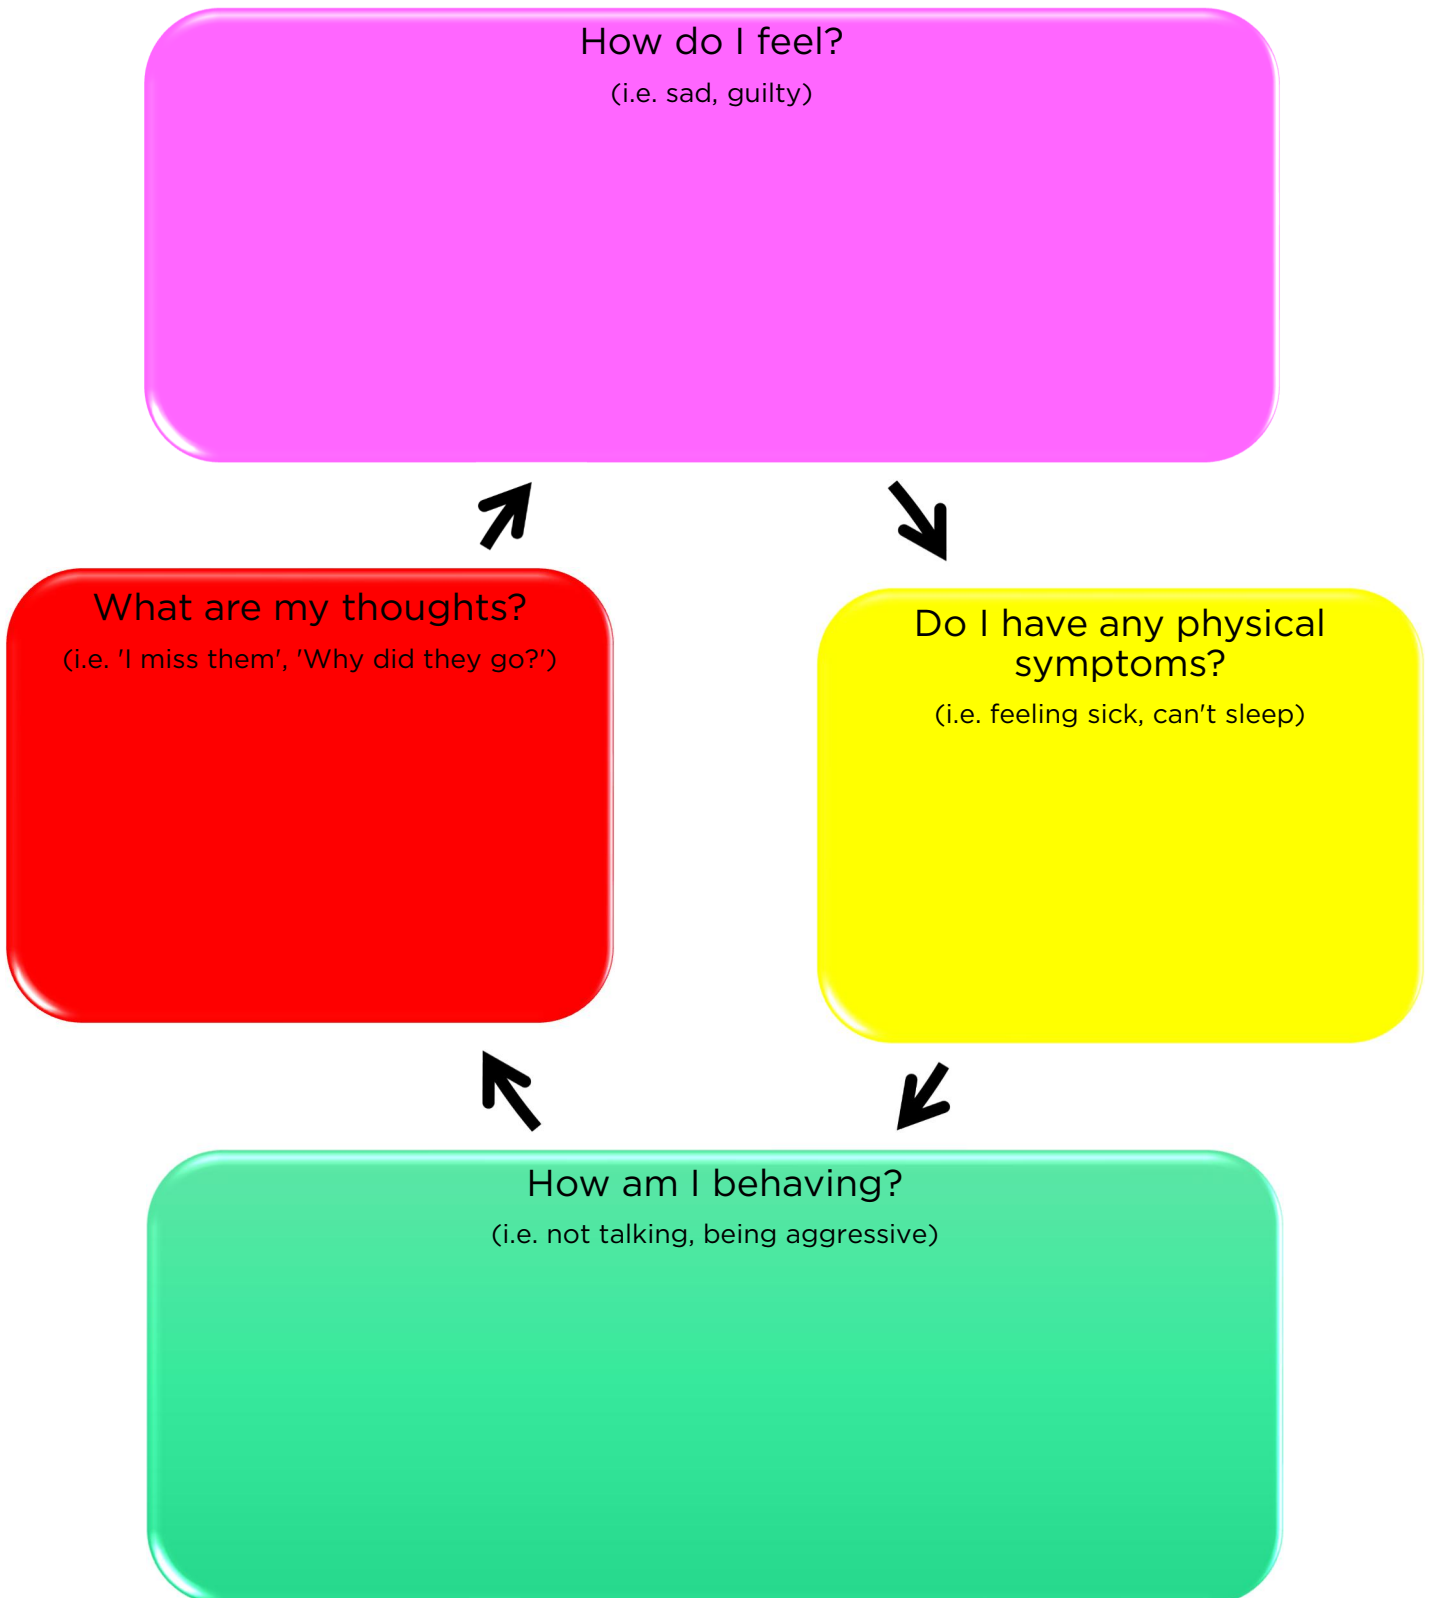 How do I feel?
(i.e. sad, guilty)
What are my thoughts?
(i.e. 'I miss them', 'Why did they go?')
Do I have any physical
symptoms?
(i.e. feeling sick, can't sleep)
How am I behaving?
(i.e. not talking, being aggressive)